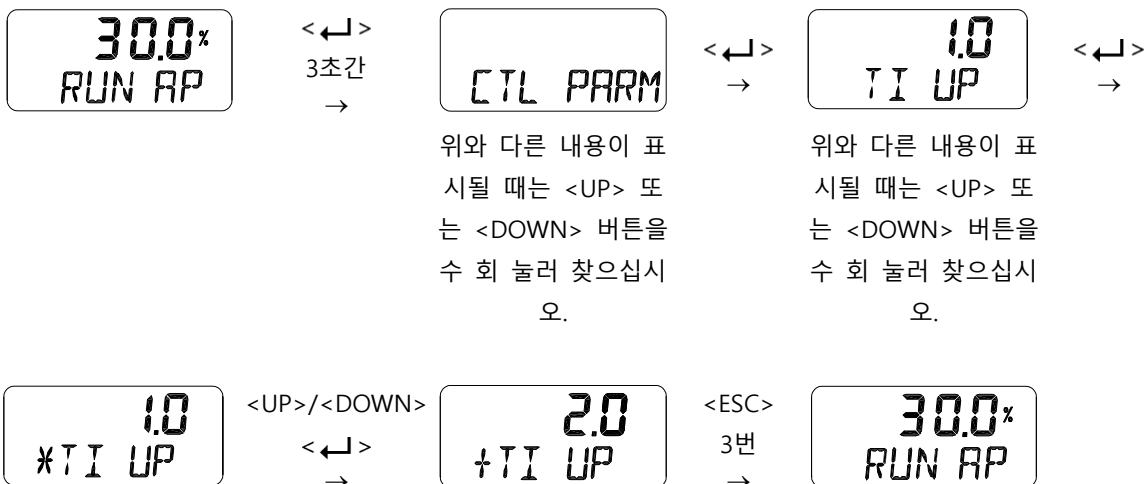 30.0%
RUN AP
<↵>
3초간
→
CTL PARM
<↵>
→
1.0
TI UP
<↵>
→
위와 다른 내용이 표
시될 때는 <UP> 또
는 <DOWN> 버튼을
수 회 눌러 찾으십시
오.
위와 다른 내용이 표
시될 때는 <UP> 또
는 <DOWN> 버튼을
수 회 눌러 찾으십시
오.
1.0
*TI UP
<UP>/<DOWN>
<↵>
→
2.0
+TI UP
<ESC>
3번
→
30.0%
RUN AP